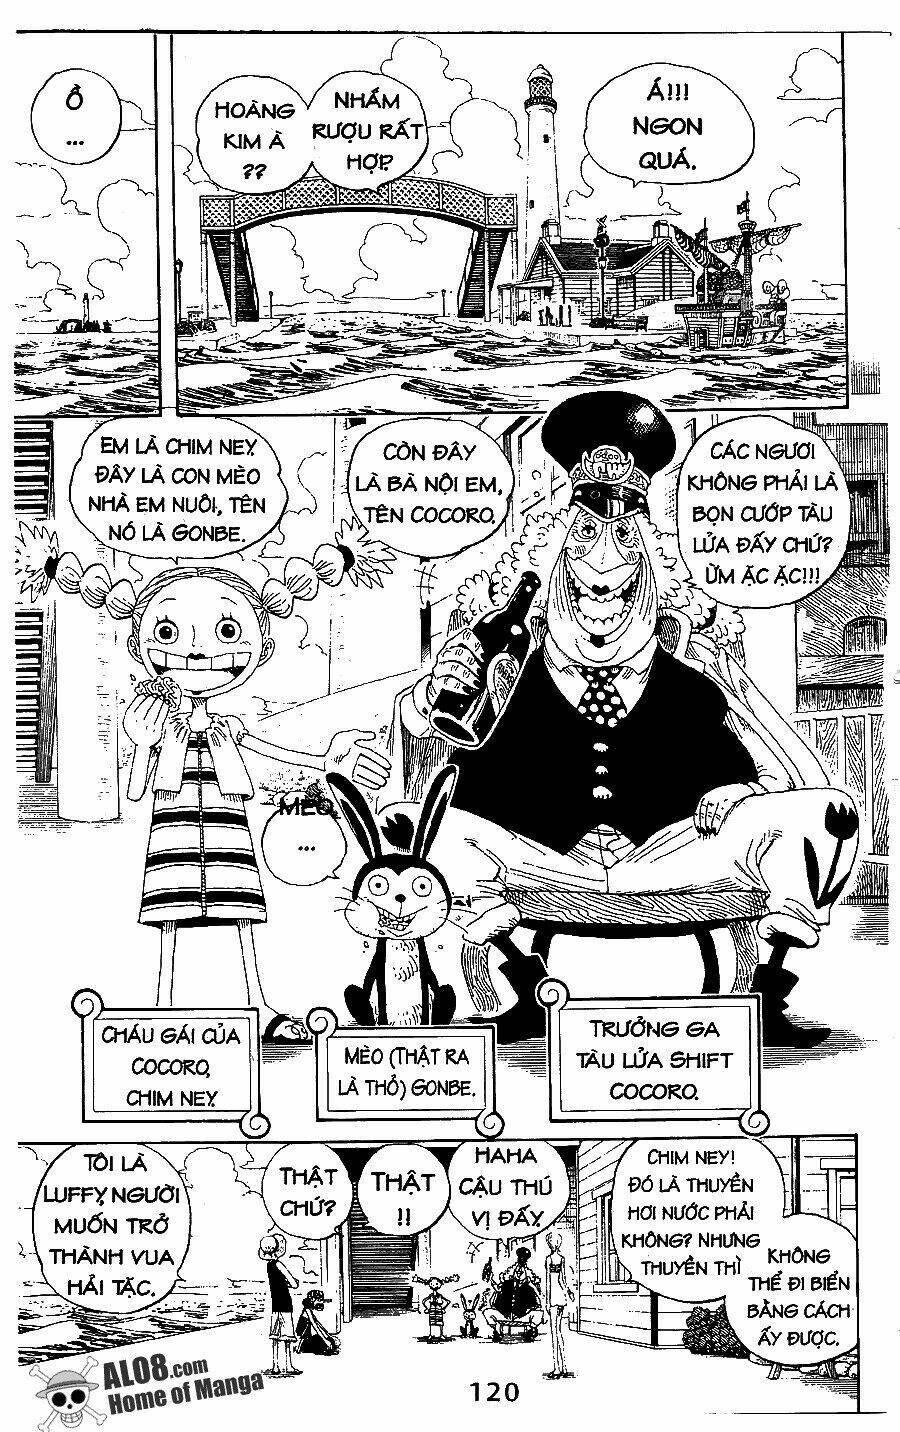 Ồ
...
HOÀNG
KIM À
??
NHẮM
RƯỢU RẤT
HỢP.
Á!!!
NGON
QUÁ.
EM LÀ CHIM NEY.
ĐÂY LÀ CON MÈO
NHÀ EM NUÔI, TÊN
NÓ LÀ GONBE.
CÒN ĐÂY
LÀ BÀ NỘI EM,
TÊN COCORO.
CÁC NGƯƠI
KHÔNG PHẢI LÀ
BỌN CƯỚP TÀU
LỬA ĐẤY CHỨ?
ỪM ẶC ẶC!!!
MÈO
...
CHÁU GÁI CỦA
COCORO,
CHIM NEY.
MÈO (THẬT RA
LÀ THỎ) GONBE.
TRƯỞNG GA
TÀU LỬA SHIFT
COCORO.
TÔI LÀ
LUFFY, NGƯỜI
MUỐN TRỞ
THÀNH VUA
HẢI TẶC.
THẬT
CHỨ?
THẬT
!!
HAHA
CẬU THÚ
VỊ ĐẤY.
CHIM NEY!
ĐÓ LÀ THUYỀN
HƠI NƯỚC PHẢI
KHÔNG? NHƯNG
THUYỀN THÌ
KHÔNG
THỂ ĐI BIỂN
BẰNG CÁCH
ẤY ĐƯỢC.
AL08.com
Home of Manga
120